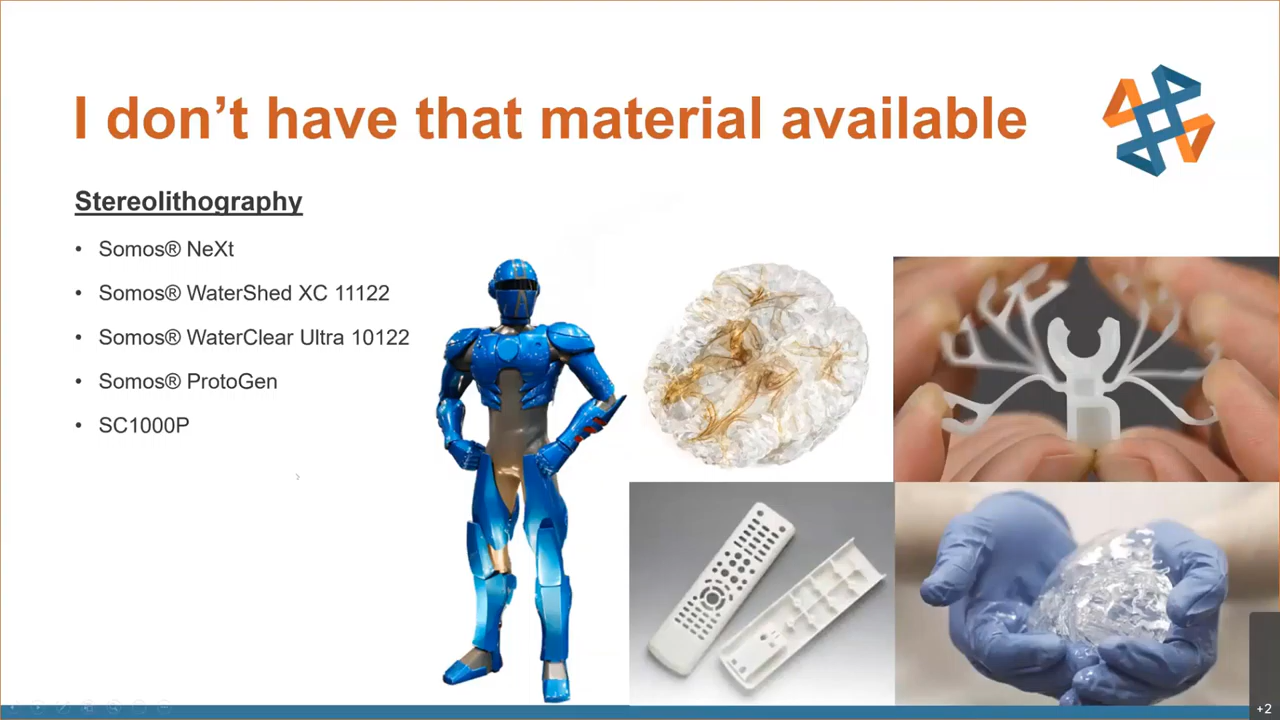 I don’t have that material available
Stereolithography
• Somos® NeXt
• Somos® WaterShed XC 11122
• Somos® WaterClear Ultra 10122
• Somos® ProtoGen
• SC1000P
+2